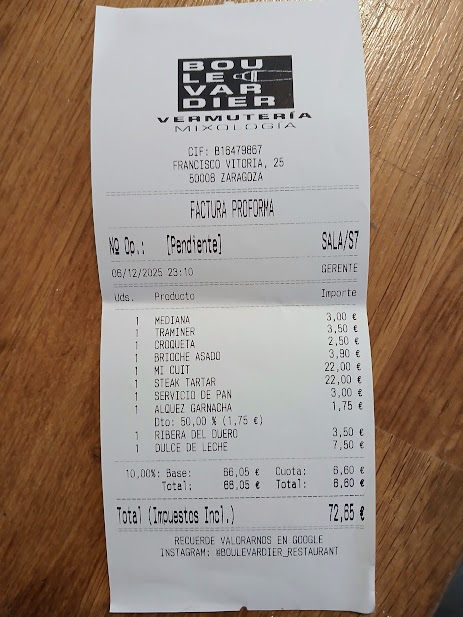 BOU
LE
VAR
DIER
VERMUTERÍA
MIXOLOGÍA
CIF: B16479867
FRANCISCO VITORIA, 25
50008 ZARAGOZA
FACTURA PROFORMA
Nº Op.: [Pendiente] SALA/S7
06/12/2025 23:10 GERENTE
Uds. Producto Importe
1 MEDIANA 3,00 €
1 TRAMINER 3,50 €
1 CROQUETA 2,50 €
1 BRIOCHE ASADO 3,90 €
1 MI CUIT 22,00 €
1 STEAK TARTAR 22,00 €
1 SERVICIO DE PAN 3,00 €
1 ALQUEZ GARNACHA 1,75 €
Dto: 50,00 % (1,75 €)
1 RIBERA DEL DUERO 3,50 €
1 DULCE DE LECHE 7,50 €
10,00%: Base: 66,05 € Cuota: 6,60 €
Total: 66,05 € Total: 6,60 €
Total (Impuestos Incl.) 72,65 €
RECUERDE VALORARNOS EN GOOGLE
INSTAGRAM: @BOULEVARDIER_RESTAURANT